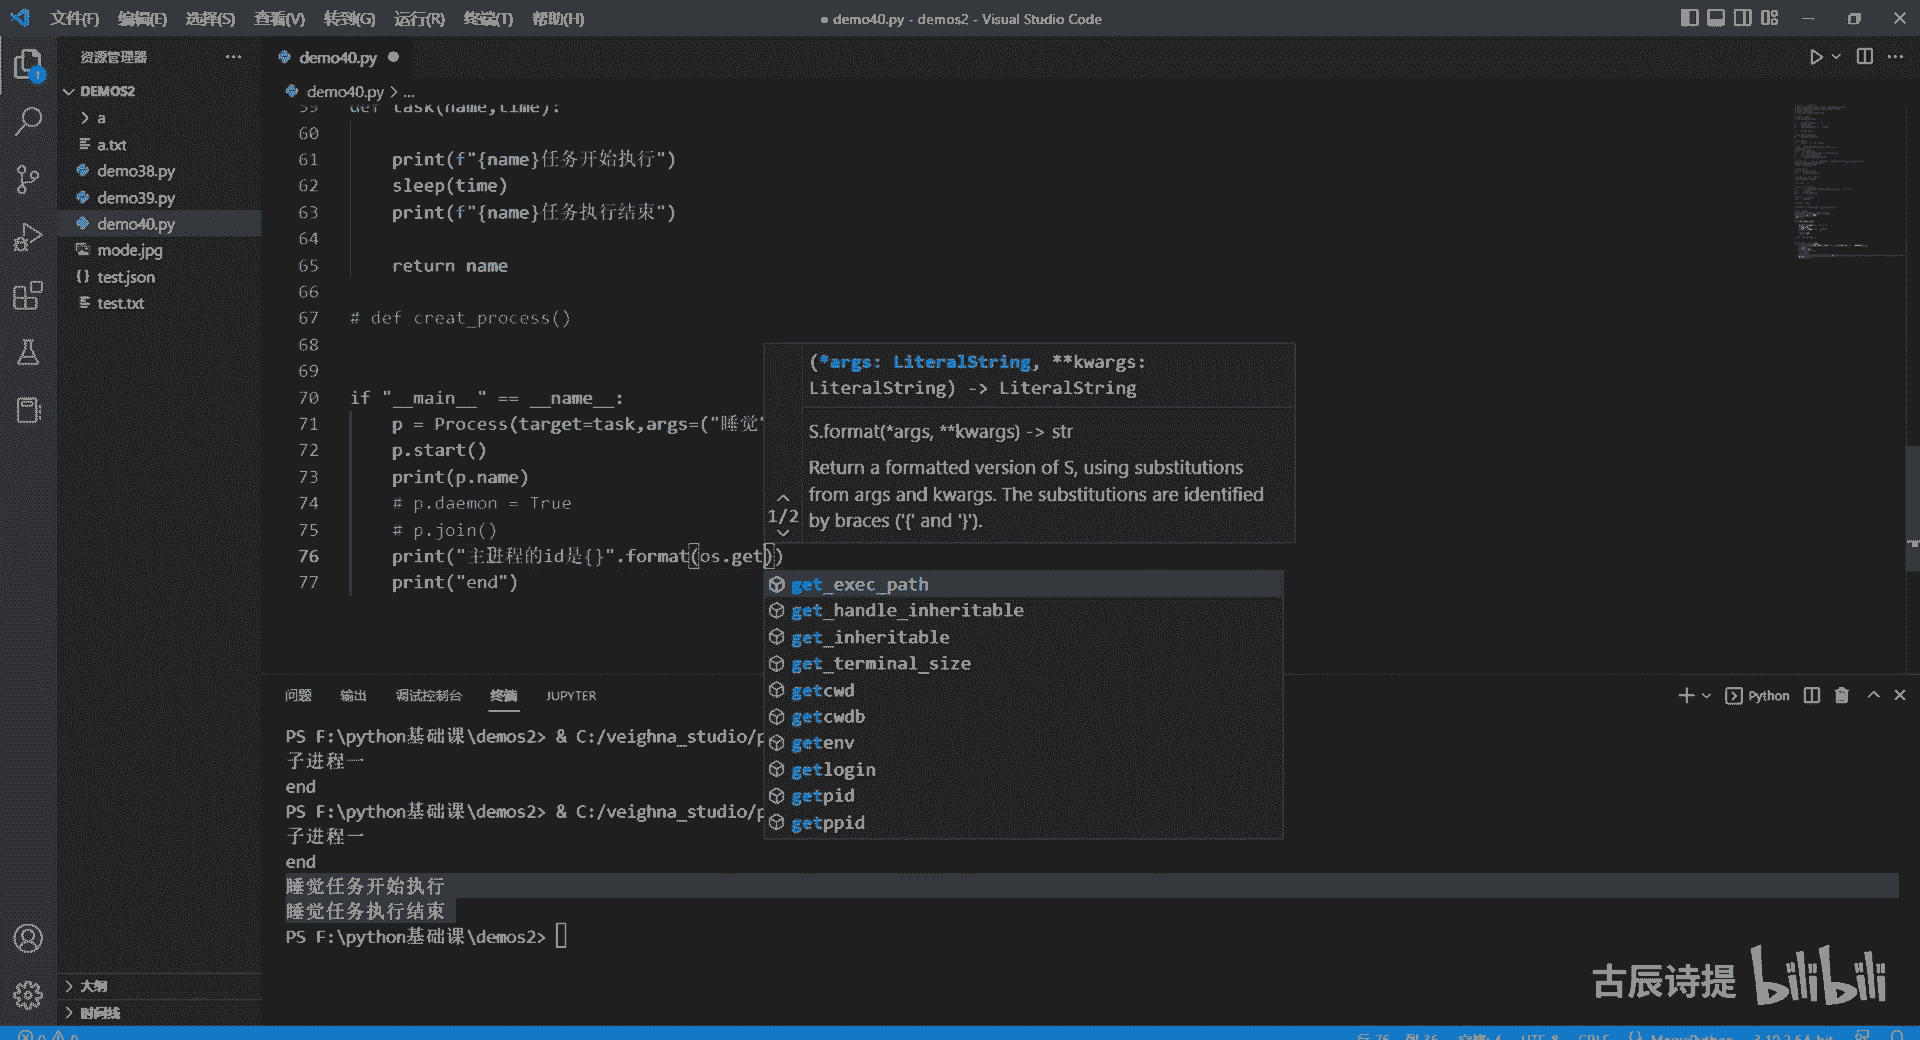 文件(F) 编辑(E) 选择(S) 查看(V) 转到(G) 运行(R) 终端(T) 帮助(H)
● demo40.py - demos2 - Visual Studio Code
资源管理器
DEMOS2
a
a.txt
demo38.py
demo39.py
demo40.py
mode.jpg
test.json
test.txt
大纲
时间线
1
demo40.py
demo40.py > ...
59 def task(name,time):
60
61 print(f"{name}任务开始执行")
62 sleep(time)
63 print(f"{name}任务执行结束")
64
65 return name
66
67 # def creat_process()
68
69
70 if "__main__" == __name__:
71 p = Process(target=task,args=("睡觉"
72 p.start()
73 print(p.name)
74 # p.daemon = True
75 # p.join()
76 print("主进程的id是{}".format(os.get))
77 print("end")
(*args: LiteralString, **kwargs:
LiteralString) -> LiteralString
S.format(*args, **kwargs) -> str
Return a formatted version of S, using substitutions
from args and kwargs. The substitutions are identified
by braces ('{' and '}').
1/2
get_exec_path
get_handle_inheritable
get_inheritable
get_terminal_size
getcwd
getcwdb
getenv
getlogin
getpid
getppid
问题 输出 调试控制台 终端 JUPYTER
Python
PS F:\python基础课\demos2> & C:/veighna_studio/p
子进程一
end
PS F:\python基础课\demos2> & C:/veighna_studio/p
子进程一
end
睡觉任务开始执行
睡觉任务执行结束
PS F:\python基础课\demos2>
古辰诗提 bilibili